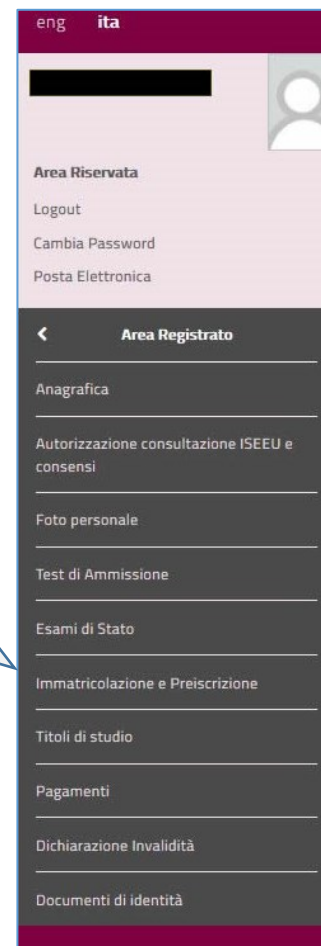 eng ita
Area Riservata
Logout
Cambia Password
Posta Elettronica
Area Registrato
Anagrafica
Autorizzazione consultazione ISEEU e
consensi
Foto personale
Test di Ammissione
Esami di Stato
Immatricolazione e Preiscrizione
Titoli di studio
Pagamenti
Dichiarazione Invalidità
Documenti di identità